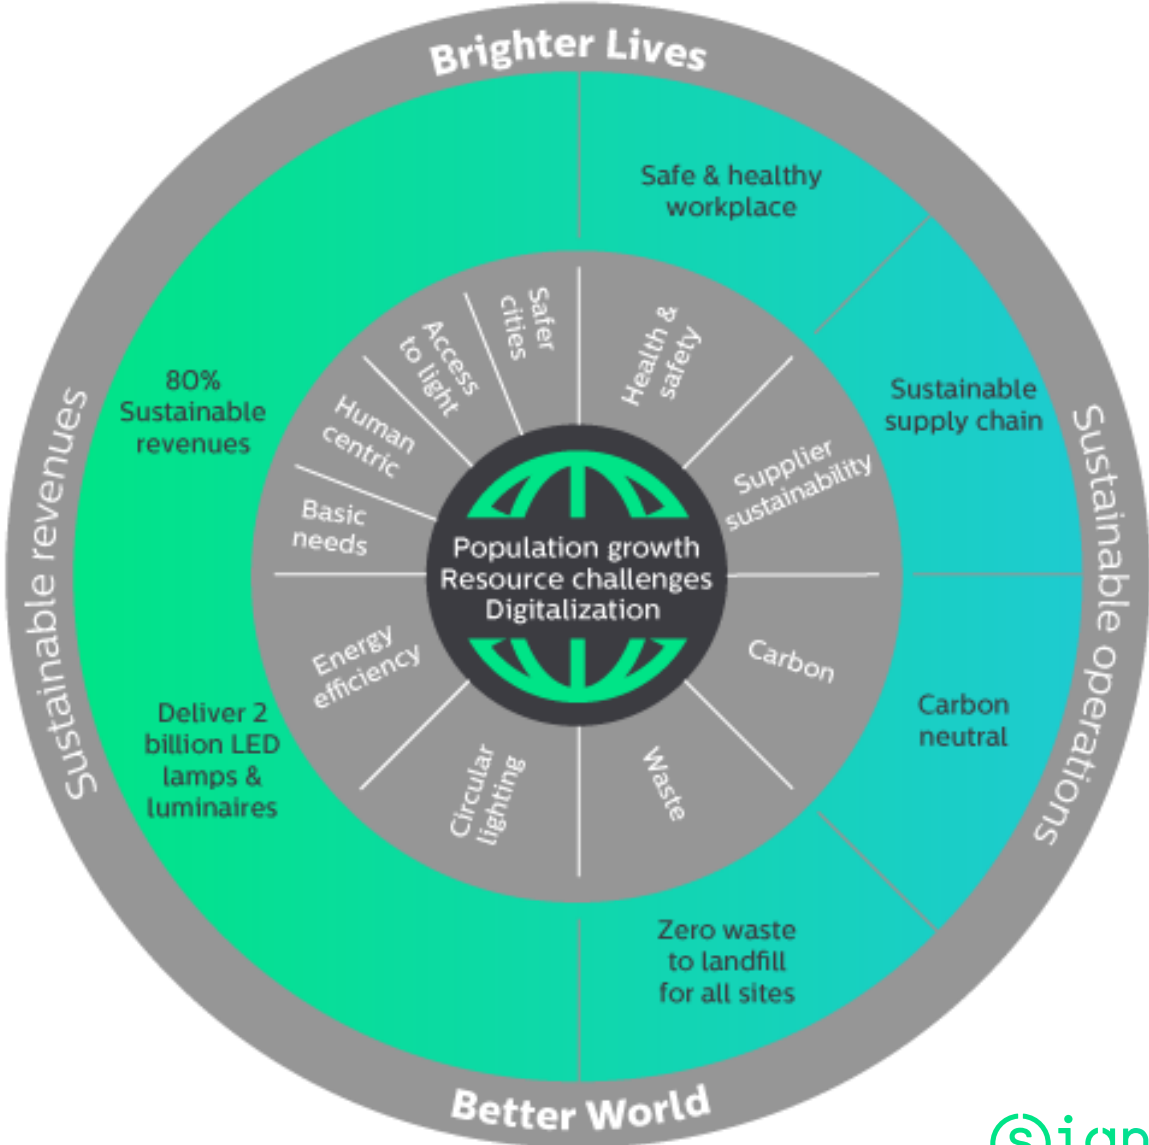 Brighter Lives
Safe & healthy
workplace
Sustainable
supply chain
Carbon
neutral
Zero waste
to landfill
for all sites
Deliver 2
billion LED
lamps &
luminaires
80%
Sustainable
revenues
Safer
cities
Access
to light
Human
centric
Basic
needs
Energy
efficiency
Circular
lighting
Waste
Carbon
Supplier
sustainability
Health &
safety
Population growth
Resource challenges
Digitalization
Sustainable revenues
Sustainable operations
Better World